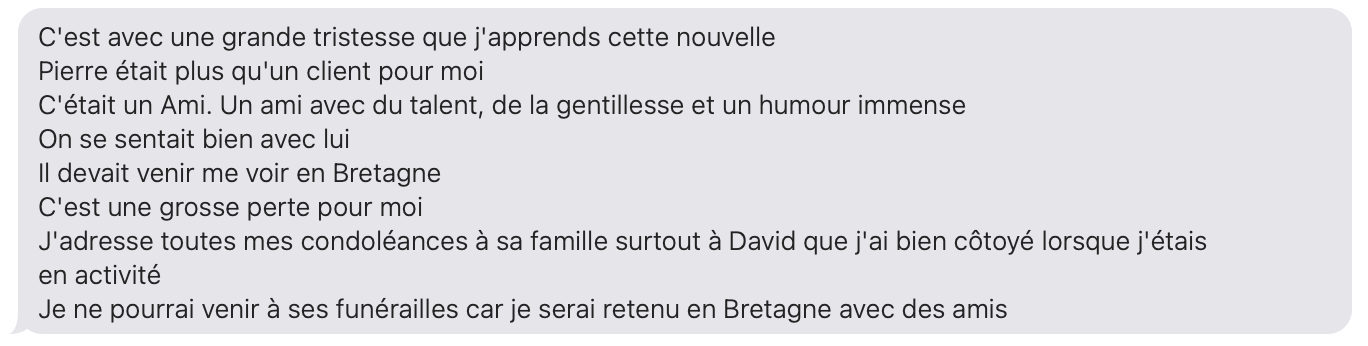 C'est avec une grande tristesse que j'apprends cette nouvelle
Pierre était plus qu'un client pour moi
C'était un Ami. Un ami avec du talent, de la gentillesse et un humour immense
On se sentait bien avec lui
Il devait venir me voir en Bretagne
C'est une grosse perte pour moi
J'adresse toutes mes condoléances à sa famille surtout à David que j'ai bien côtoyé lorsque j'étais
en activité
Je ne pourrai venir à ses funérailles car je serai retenu en Bretagne avec des amis